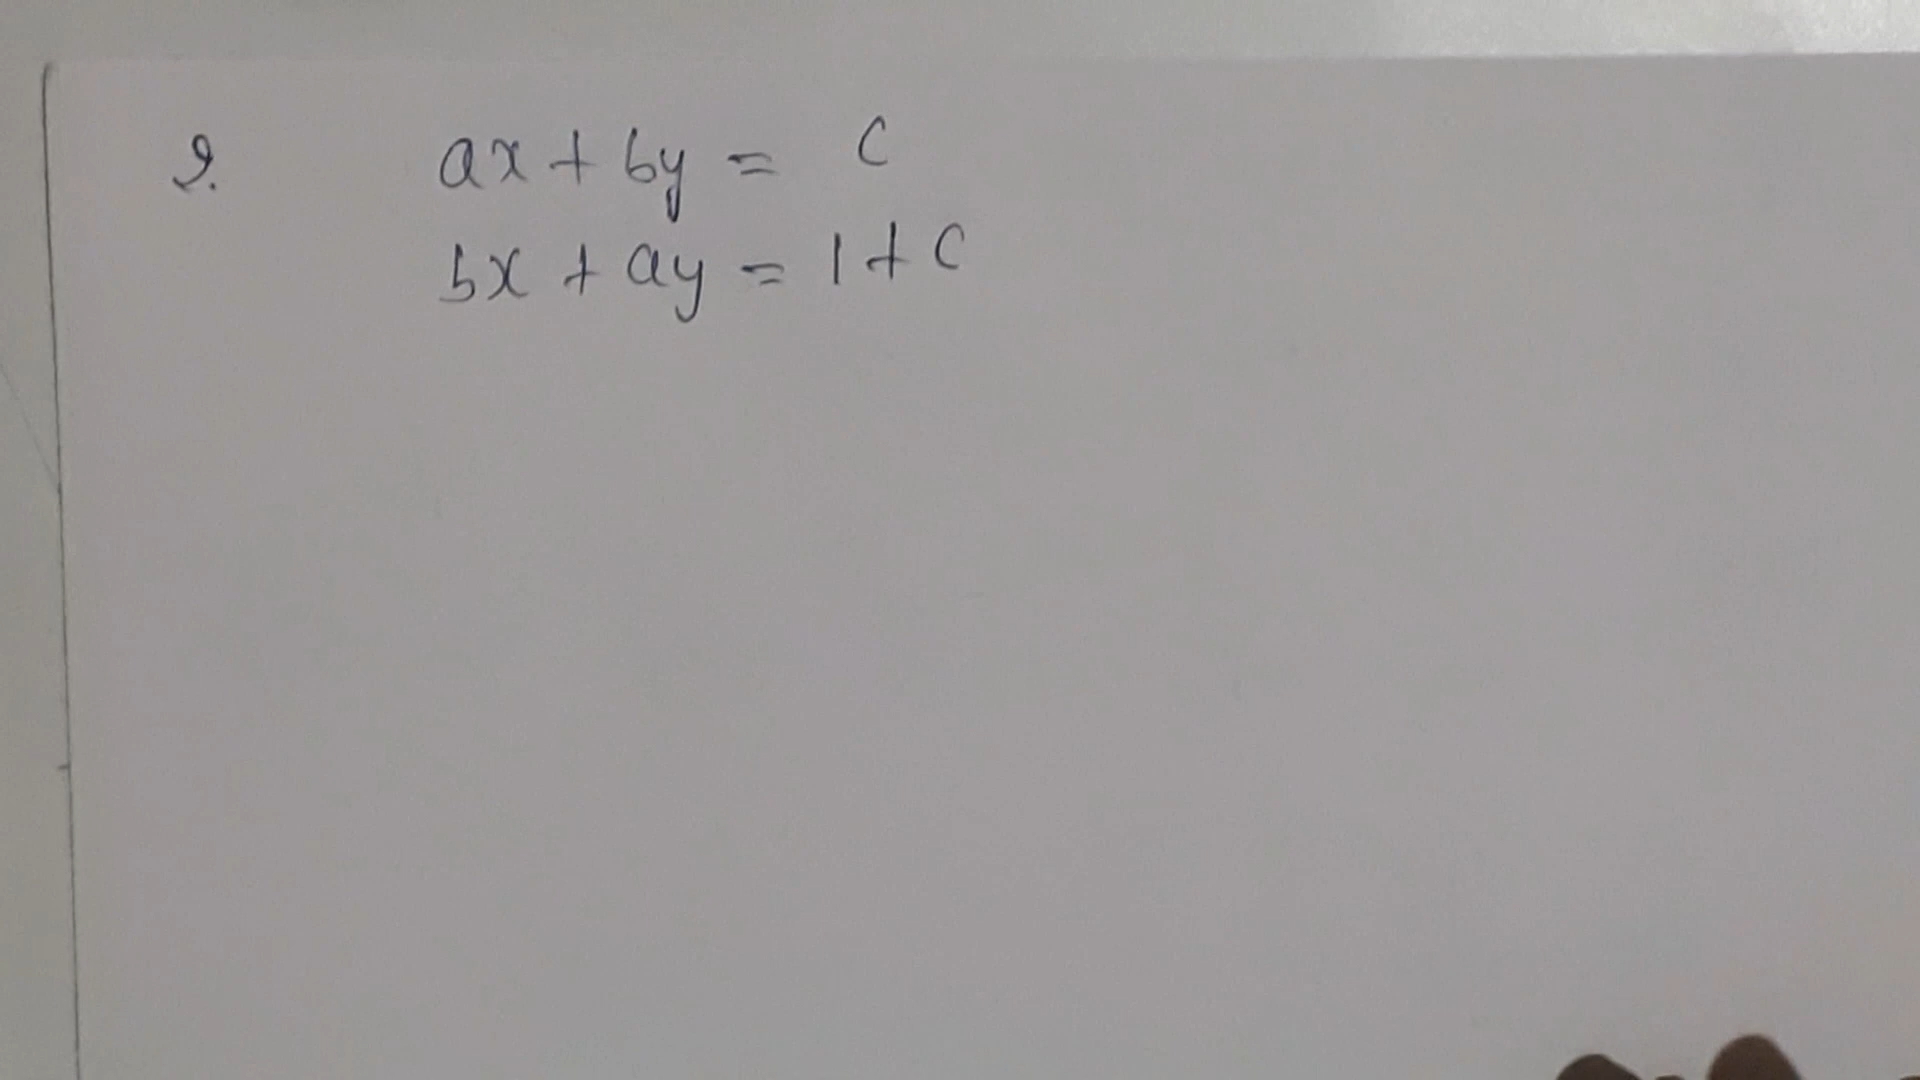 2. ax + by = c
bx + ay = 1 + c